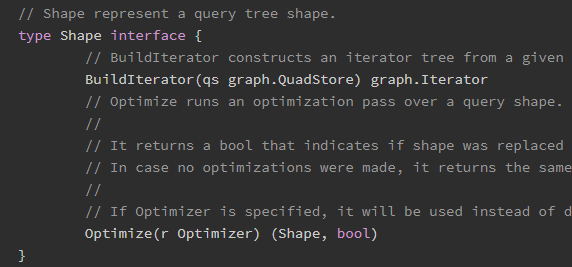 // Shape represent a query tree shape.
type Shape interface {
// BuildIterator constructs an iterator tree from a given
BuildIterator(qs graph.QuadStore) graph.Iterator
// Optimize runs an optimization pass over a query shape.
//
// It returns a bool that indicates if shape was replaced
// In case no optimizations were made, it returns the same
//
// If Optimizer is specified, it will be used instead of d
Optimize(r Optimizer) (Shape, bool)
}